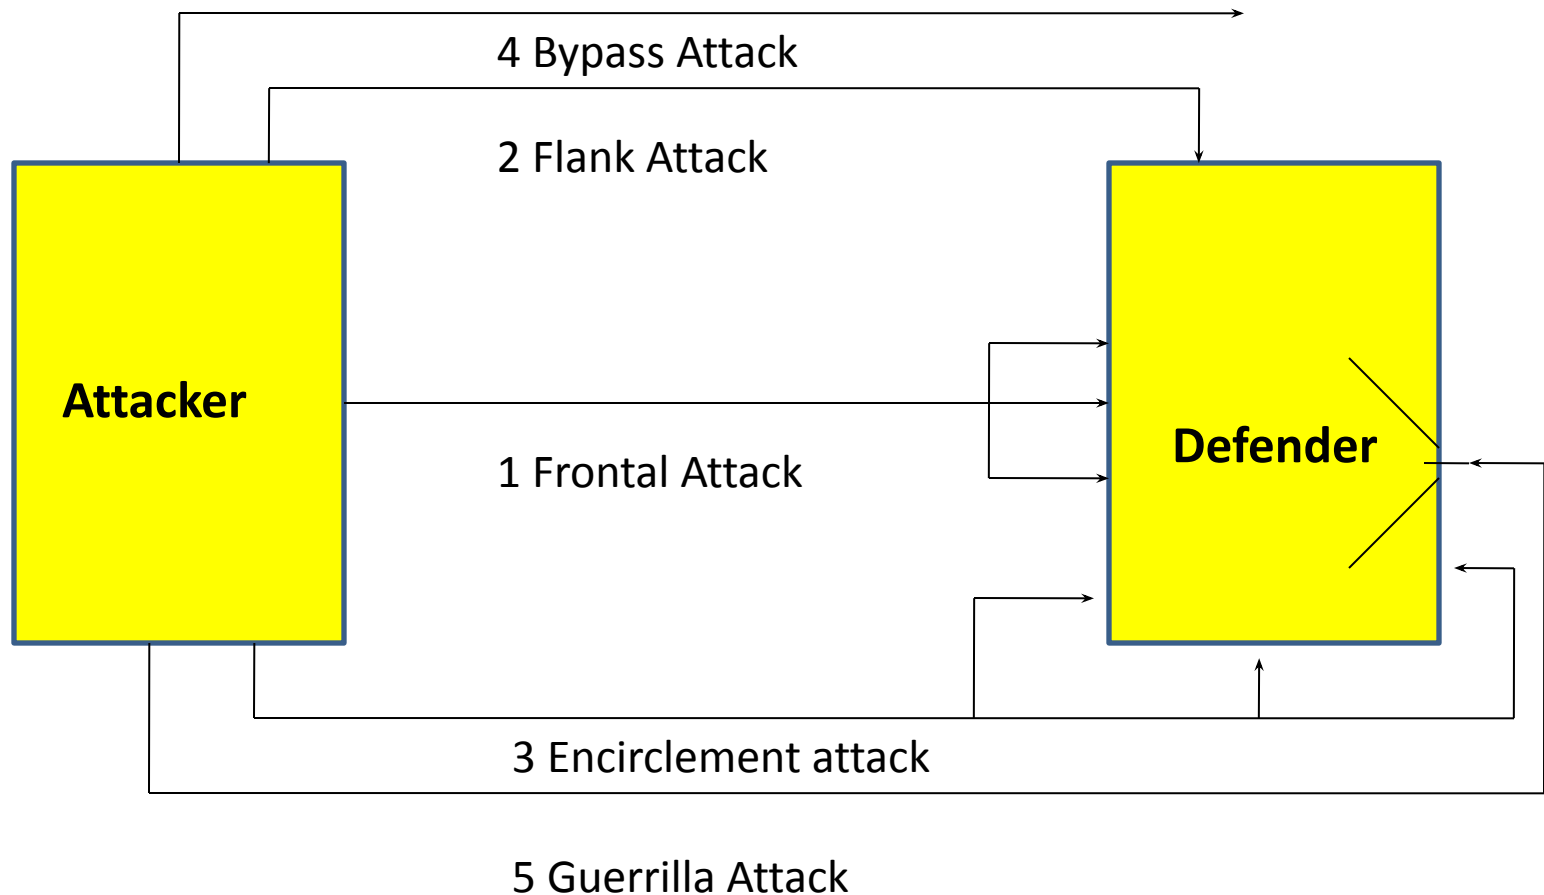 4 Bypass Attack
2 Flank Attack
Attacker
Defender
1 Frontal Attack
3 Encirclement attack
5 Guerrilla Attack